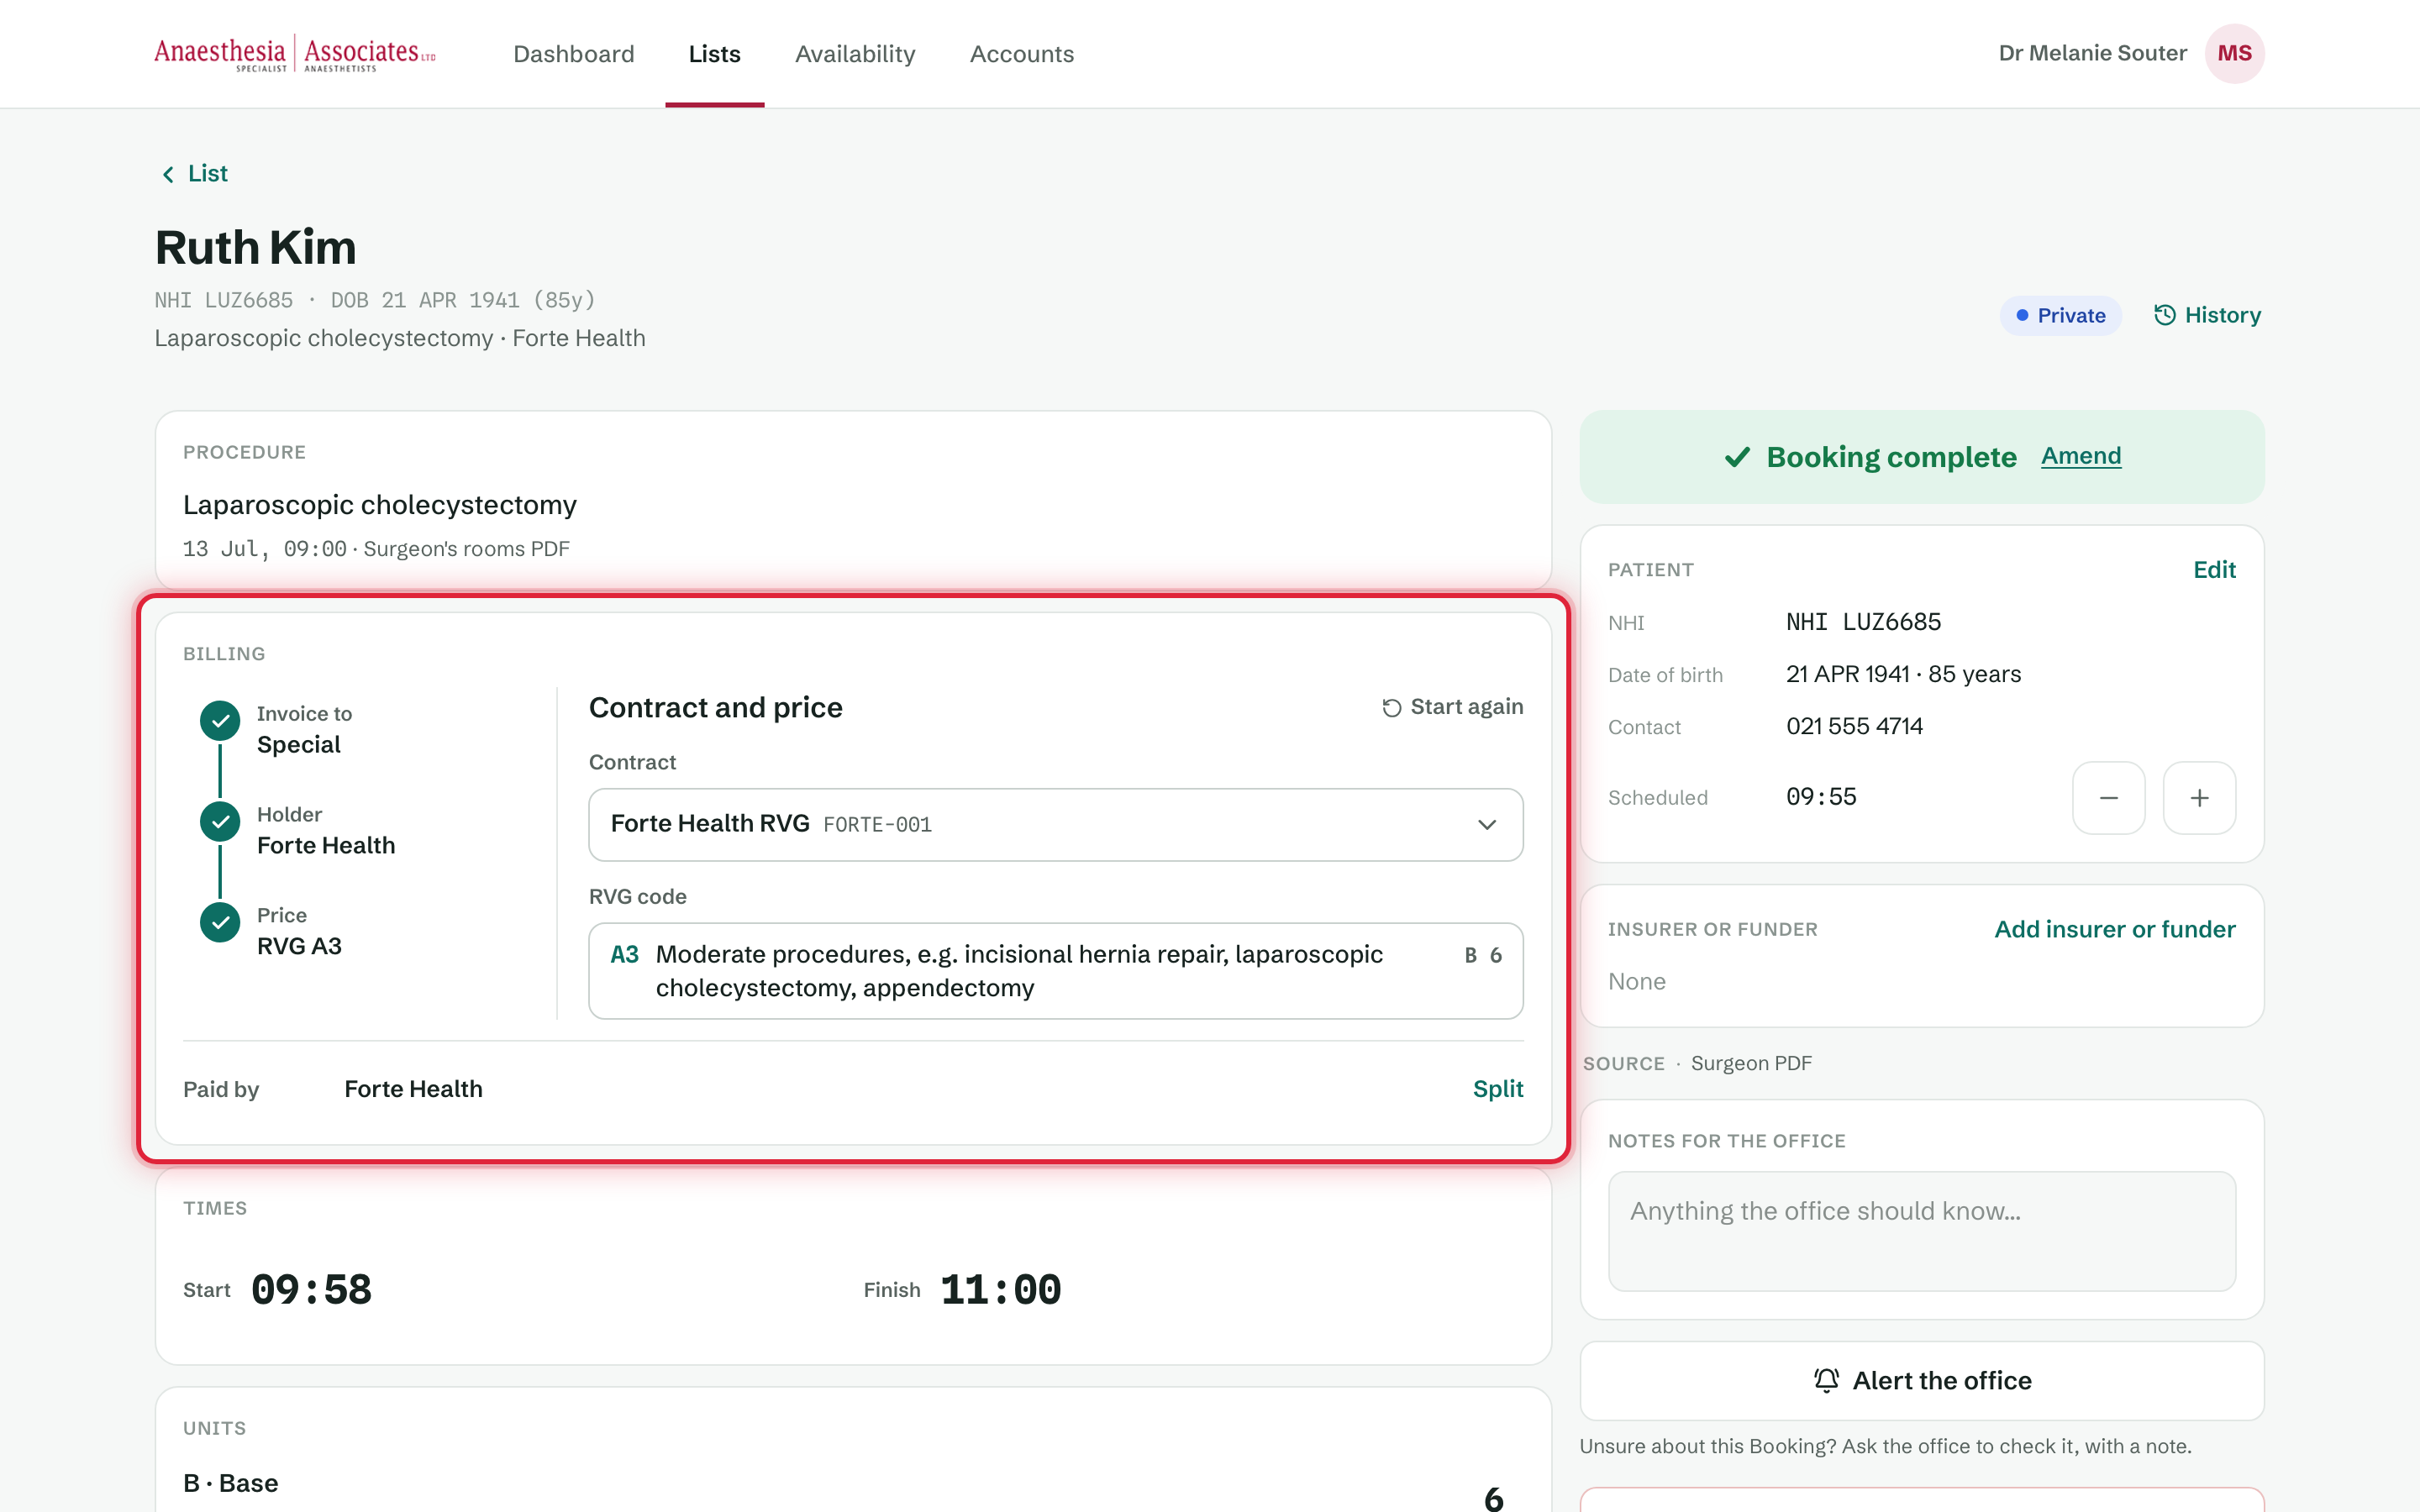 Anaesthesia | Associates LTD
SPECIALIST ANAESTHETISTS
Dashboard
Lists
Availability
Accounts
Dr Melanie Souter
MS
List
Ruth Kim
NHI LUZ6685 · DOB 21 APR 1941 (85y)
Laparoscopic cholecystectomy · Forte Health
Private
History
PROCEDURE
Laparoscopic cholecystectomy
13 Jul, 09:00 · Surgeon's rooms PDF
BILLING
Invoice to
Special
Holder
Forte Health
Price
RVG A3
Contract and price
Start again
Contract
Forte Health RVG FORTE-001
RVG code
A3 Moderate procedures, e.g. incisional hernia repair, laparoscopic B 6
cholecystectomy, appendectomy
Paid by Forte Health Split
TIMES
Start 09:58
Finish 11:00
UNITS
B · Base
6
Booking complete Amend
PATIENT Edit
NHI NHI LUZ6685
Date of birth 21 APR 1941 · 85 years
Contact 021 555 4714
Scheduled 09:55 − +
INSURER OR FUNDER Add insurer or funder
None
SOURCE · Surgeon PDF
NOTES FOR THE OFFICE
Anything the office should know...
Alert the office
Unsure about this Booking? Ask the office to check it, with a note.